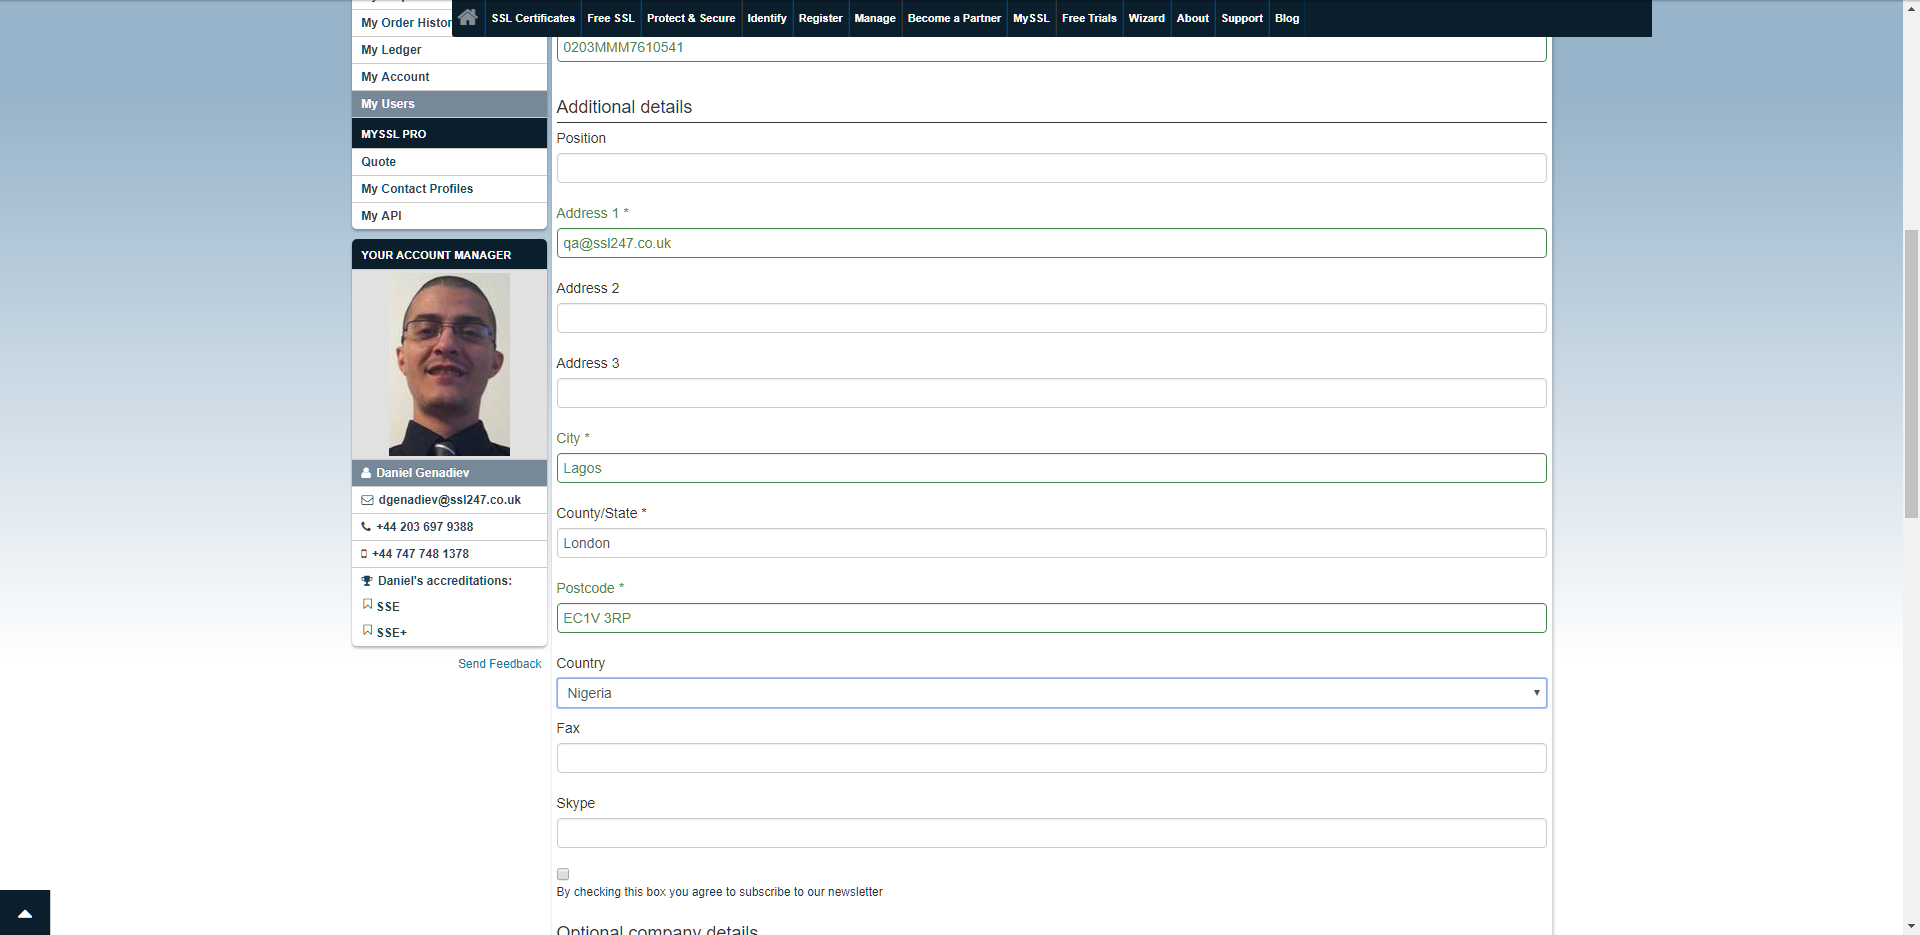 SSL Certificates Free SSL Protect & Secure Identify Register Manage Become a Partner MySSL Free Trials Wizard About Support Blog
My Order Histor
My Ledger
My Account
My Users
MYSSL PRO
Quote
My Contact Profiles
My API
YOUR ACCOUNT MANAGER
Daniel Genadiev
dgenadiev@ssl247.co.uk
+44 203 697 9388
+44 747 748 1378
Daniel's accreditations:
SSE
SSE+
Send Feedback
0203MMM7610541
Additional details
Position
Address 1 *
qa@ssl247.co.uk
Address 2
Address 3
City *
Lagos
County/State *
London
Postcode *
EC1V 3RP
Country
Nigeria
Fax
Skype
By checking this box you agree to subscribe to our newsletter
Optional company details